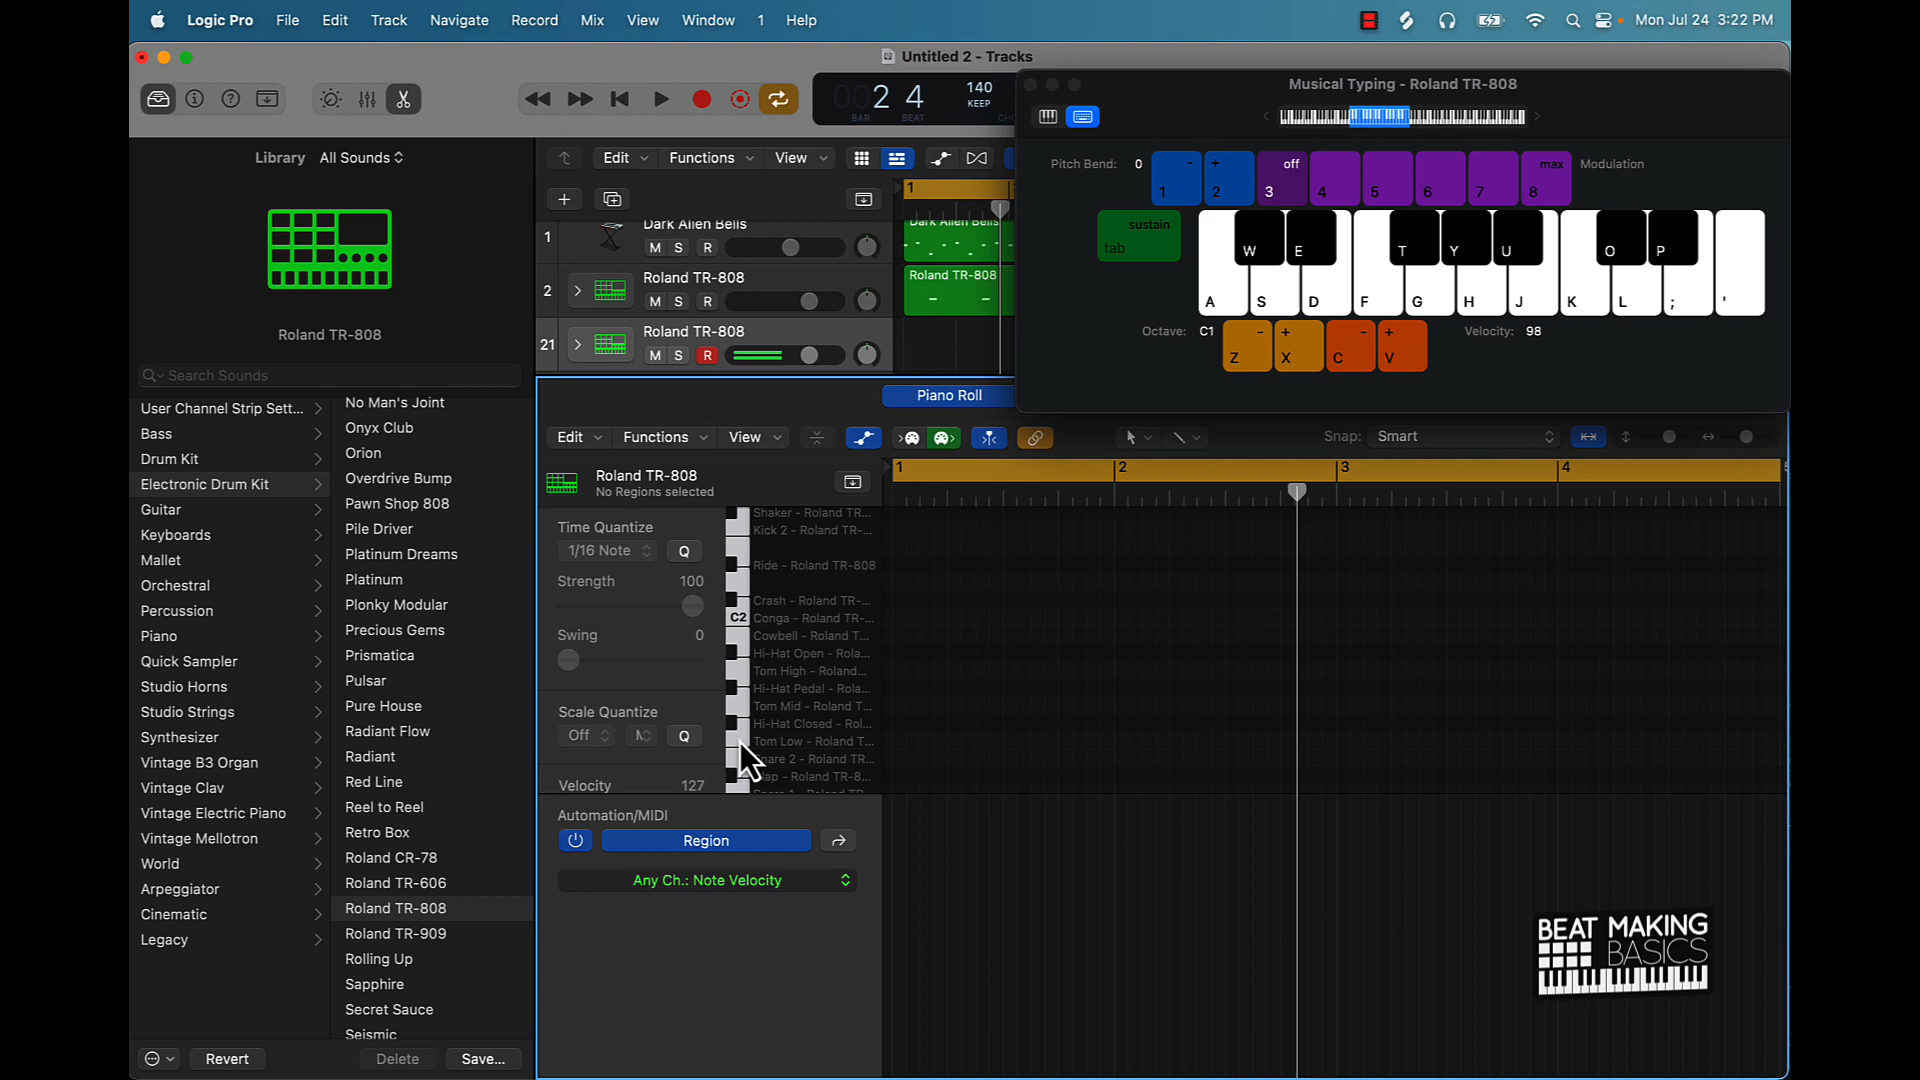 Logic Pro File Edit Track Navigate Record Mix View Window 1 Help Mon Jul 24 3:22 PM
Untitled 2 - Tracks
Musical Typing - Roland TR-808
2 4 140
KEEP
BAR BEAT
Library All Sounds
Edit Functions View
Pitch Bend: 0 - + off max Modulation
1 2 3 4 5 6 7 8
1
sustain
tab
W E T Y U O P
A S D F G H J K L ; '
Octave: C1 - + - + Velocity: 98
Z X C V
1 Dark Alien Bells
M S R
Dark Alien Bells
2 Roland TR-808
M S R
Roland TR-808
21 Roland TR-808
M S R
Roland TR-808
Search Sounds
User Channel Strip Sett...
Bass
Drum Kit
Electronic Drum Kit
Guitar
Keyboards
Mallet
Orchestral
Percussion
Piano
Quick Sampler
Studio Horns
Studio Strings
Synthesizer
Vintage B3 Organ
Vintage Clav
Vintage Electric Piano
Vintage Mellotron
World
Arpeggiator
Cinematic
Legacy
No Man's Joint
Onyx Club
Orion
Overdrive Bump
Pawn Shop 808
Pile Driver
Platinum Dreams
Platinum
Plonky Modular
Precious Gems
Prismatica
Pulsar
Pure House
Radiant Flow
Radiant
Red Line
Reel to Reel
Retro Box
Roland CR-78
Roland TR-606
Roland TR-808
Roland TR-909
Rolling Up
Sapphire
Secret Sauce
Seismic
Revert Delete Save...
Piano Roll
Edit Functions View Snap: Smart
Roland TR-808
No Regions selected
1 2 3 4
Time Quantize
1/16 Note Q
Strength 100
Swing 0
Scale Quantize
Off Q
Velocity 127
Shaker - Roland TR...
Kick 2 - Roland TR-...
Ride - Roland TR-808
Crash - Roland TR-...
C2 Conga - Roland TR-...
Cowbell - Roland T...
Hi-Hat Open - Rola...
Tom High - Roland...
Hi-Hat Pedal - Rola...
Tom Mid - Roland T...
Hi-Hat Closed - Rol...
Tom Low - Roland T...
Automation/MIDI
Region
Any Ch.: Note Velocity
BEAT MAKING
BASICS